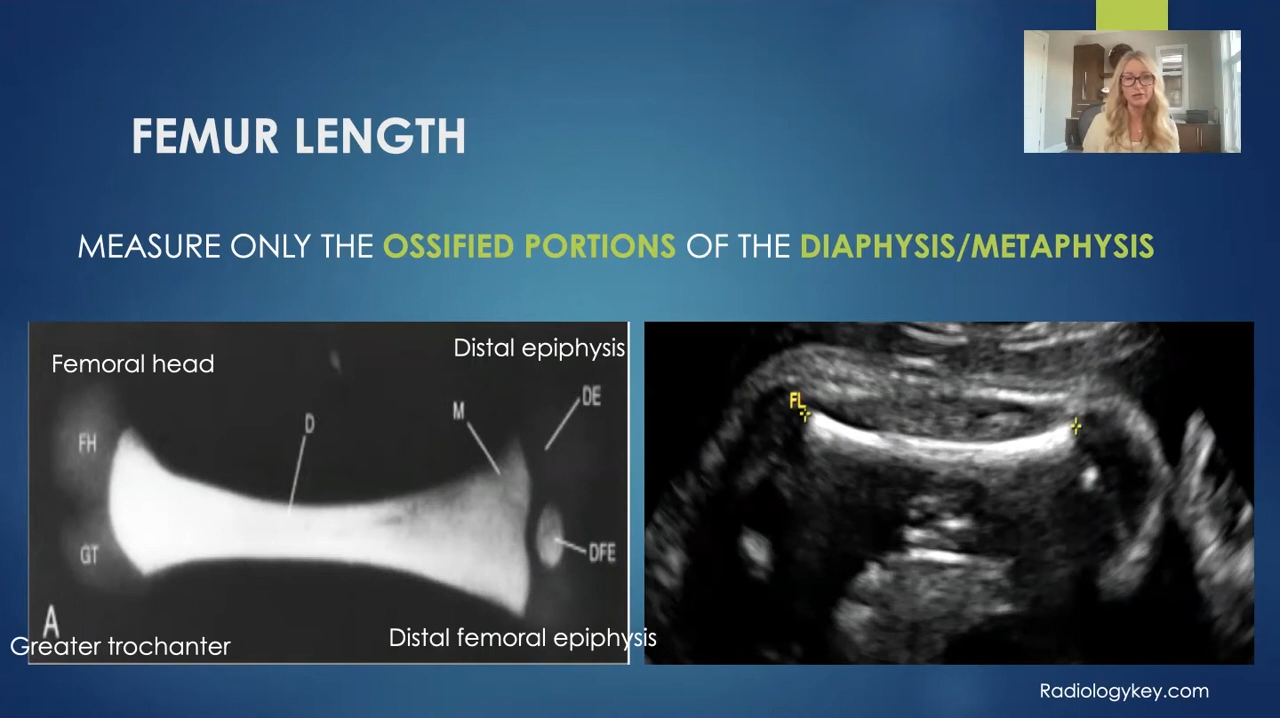 FEMUR LENGTH
MEASURE ONLY THE OSSIFIED PORTIONS OF THE DIAPHYSIS/METAPHYSIS
Femoral head
Distal epiphysis
FH
D
M
DE
GT
DFE
A
Greater trochanter
Distal femoral epiphysis
FL
Radiologykey.com